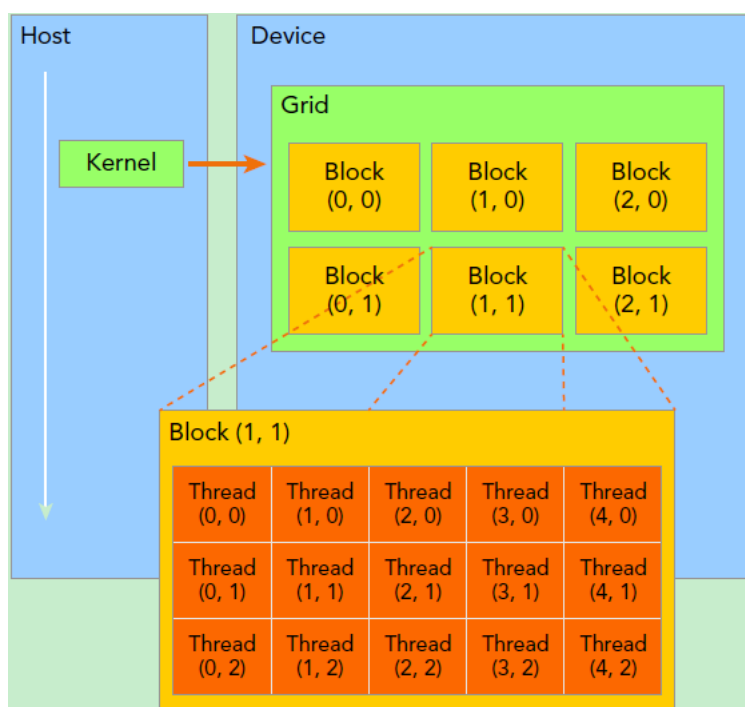 Host
Device
Grid
Kernel
Block
(0, 0)
Block
(1, 0)
Block
(2, 0)
Block
(0, 1)
Block
(1, 1)
Block
(2, 1)
Block (1, 1)
Thread
(0, 0)
Thread
(1, 0)
Thread
(2, 0)
Thread
(3, 0)
Thread
(4, 0)
Thread
(0, 1)
Thread
(1, 1)
Thread
(2, 1)
Thread
(3, 1)
Thread
(4, 1)
Thread
(0, 2)
Thread
(1, 2)
Thread
(2, 2)
Thread
(3, 2)
Thread
(4, 2)